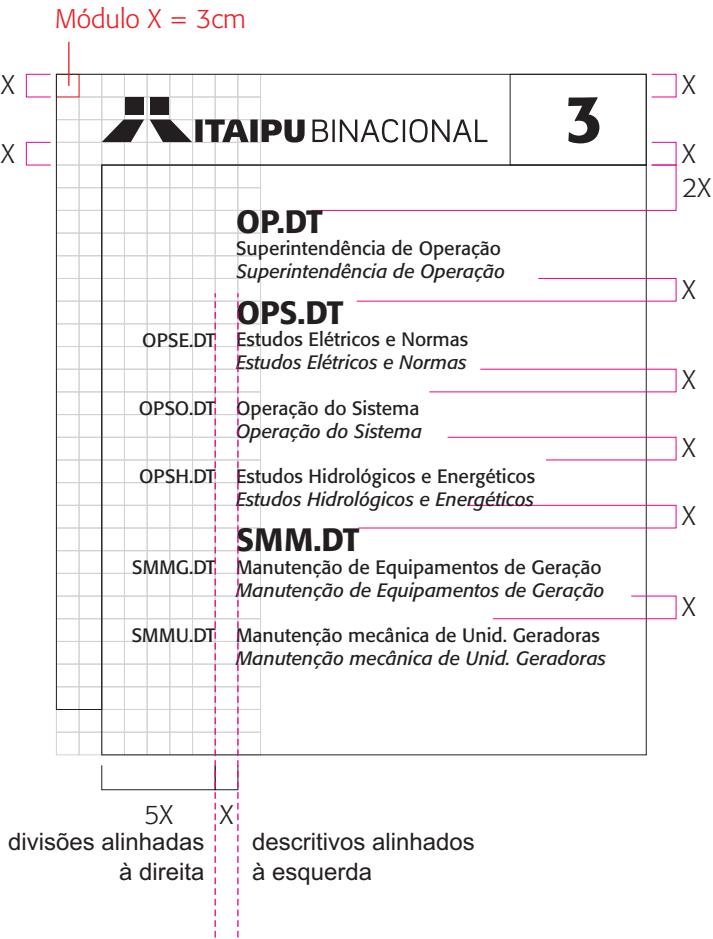 Módulo X = 3cm
X
X
ITAIPU BINACIONAL
3
X
X
2X
OP.DT
Superintendência de Operação
Superintendência de Operação
X
OPS.DT
OPSE.DT Estudos Elétricos e Normas
Estudos Elétricos e Normas
X
OPSO.DT Operação do Sistema
Operação do Sistema
X
OPSH.DT Estudos Hidrológicos e Energéticos
Estudos Hidrológicos e Energéticos
X
SMM.DT
SMMG.DT Manutenção de Equipamentos de Geração
Manutenção de Equipamentos de Geração
X
SMMU.DT Manutenção mecânica de Unid. Geradoras
Manutenção mecânica de Unid. Geradoras
5X
X
divisões alinhadas
à direita
descritivos alinhados
à esquerda